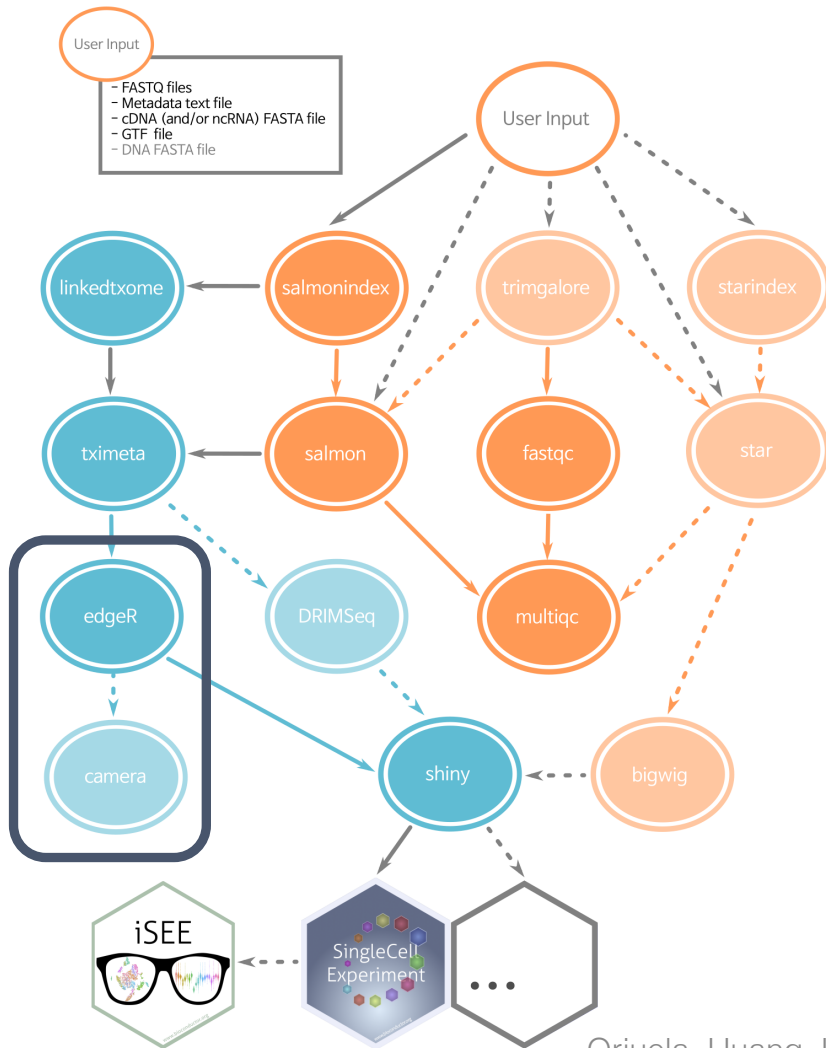 User Input
- FASTQ files
- Metadata text file
- cDNA (and/or ncRNA) FASTA file
- GTF file
- DNA FASTA file
User Input
linkedtxome
salmonindex
trimgalore
starindex
tximeta
salmon
fastqc
star
edgeR
DRIMSeq
multiqc
camera
shiny
bigwig
iSEE
SingleCell
Experiment
...